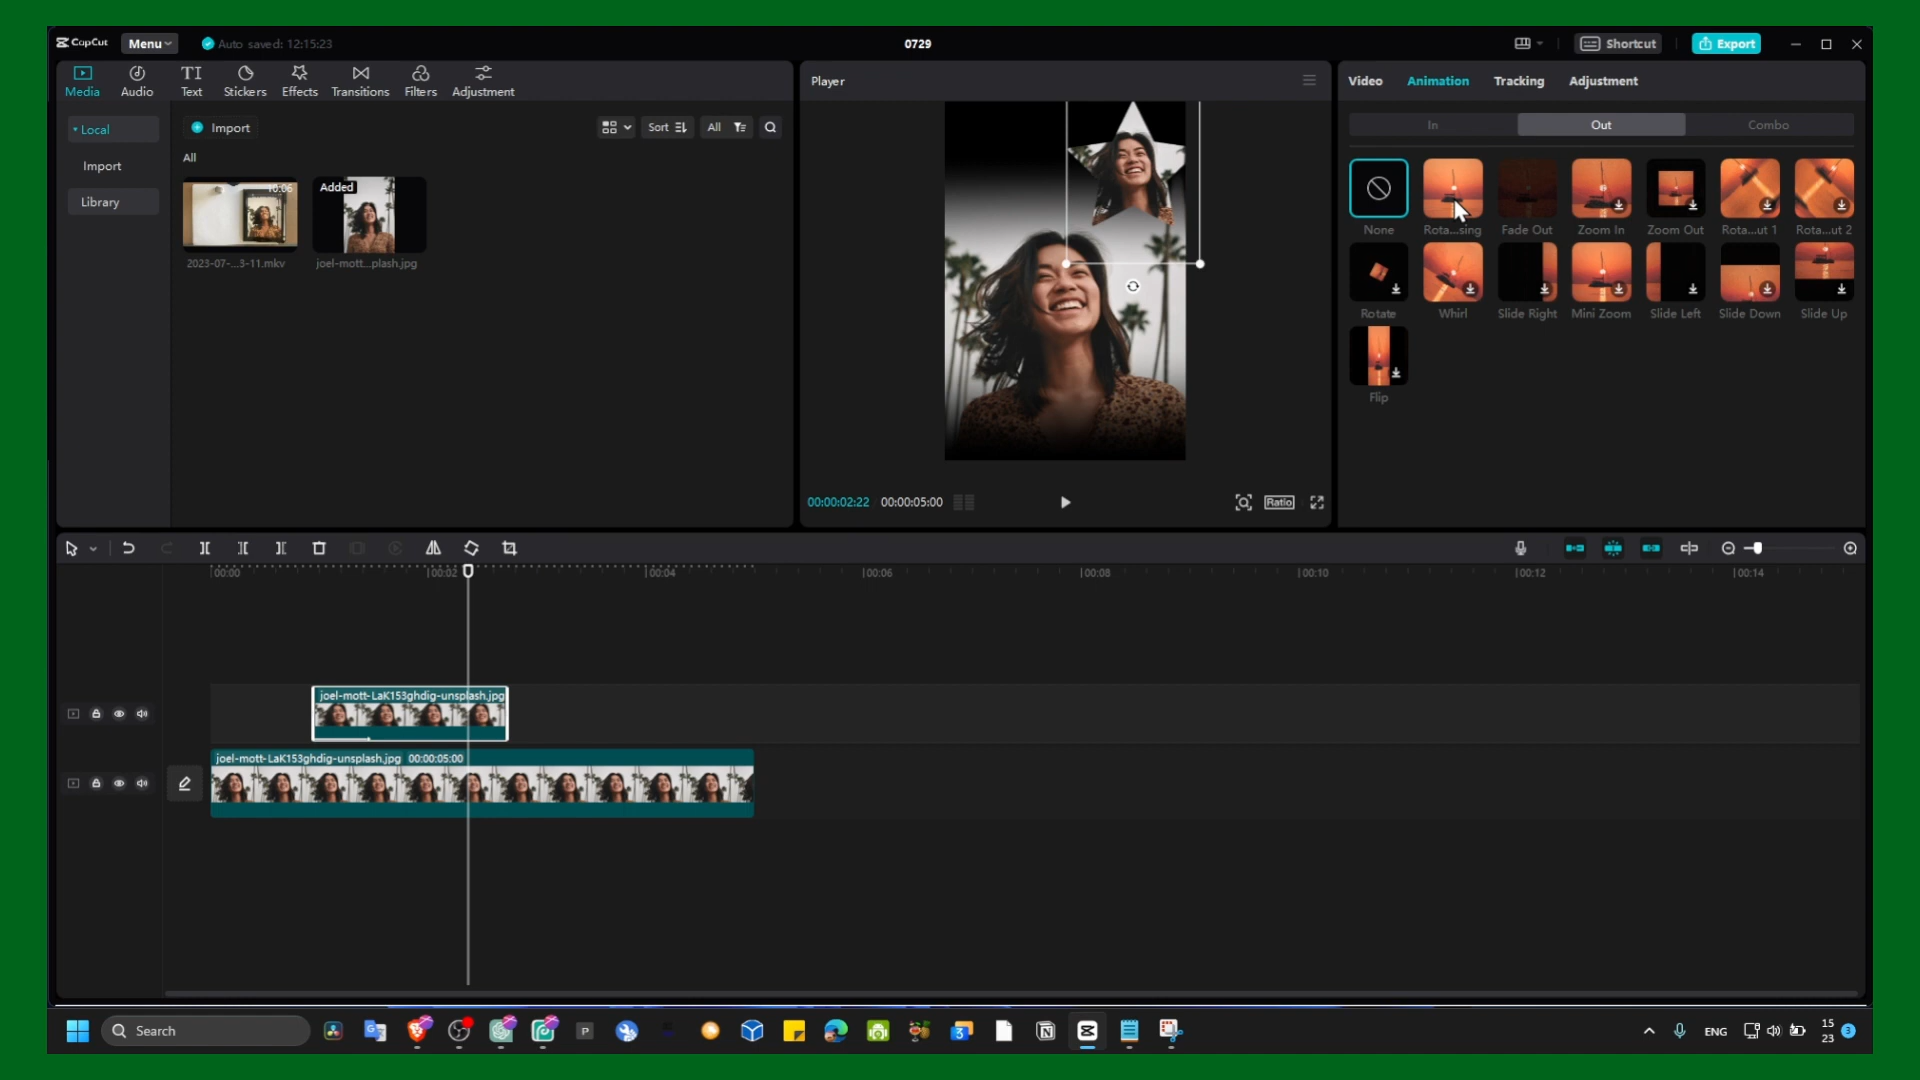 CapCut
Menu
Auto saved: 12:15:23
0729
Shortcut
Export
Media
Audio
TI
Text
Stickers
Effects
Transitions
Filters
Adjustment
Player
Video
Animation
Tracking
Adjustment
Local
Import
Library
Import
Sort
All
All
10:06
2023-07-...3-11.mkv
Added
joel-mott...plash.jpg
In
Out
Combo
None
Rota...sing
Fade Out
Zoom In
Zoom Out
Rota...ut 1
Rota...ut 2
Rotate
Whirl
Slide Right
Mini Zoom
Slide Left
Slide Down
Slide Up
Flip
00:00:02:22
00:00:05:00
Ratio
00:00
00:02
00:04
00:06
00:08
00:10
00:12
00:14
joel-mott-LaK153ghdig-unsplash.jpg
joel-mott-LaK153ghdig-unsplash.jpg 00:00:05:00
Search
P
3
ENG
15
23
3